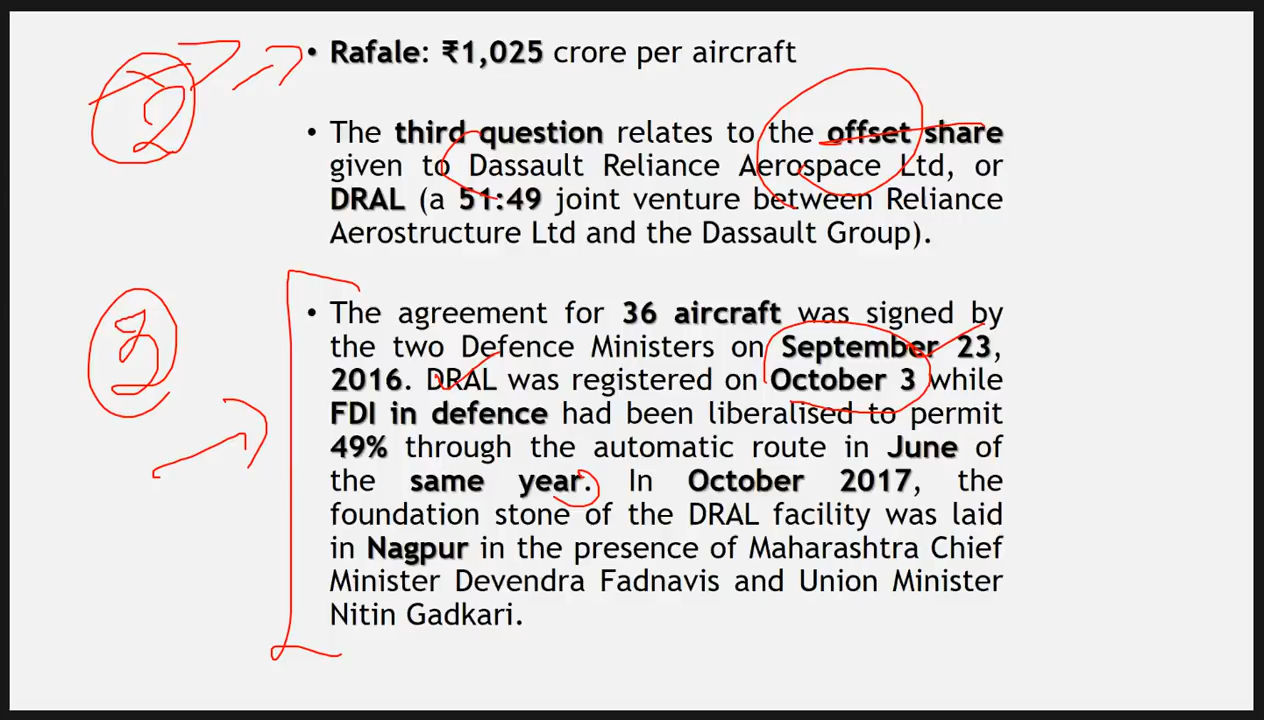 2
• Rafale: ₹1,025 crore per aircraft
• The third question relates to the offset share
given to Dassault Reliance Aerospace Ltd, or
DRAL (a 51:49 joint venture between Reliance
Aerostructure Ltd and the Dassault Group).
3
• The agreement for 36 aircraft was signed by
the two Defence Ministers on September 23,
2016. DRAL was registered on October 3 while
FDI in defence had been liberalised to permit
49% through the automatic route in June of
the same year. In October 2017, the
foundation stone of the DRAL facility was laid
in Nagpur in the presence of Maharashtra Chief
Minister Devendra Fadnavis and Union Minister
Nitin Gadkari.